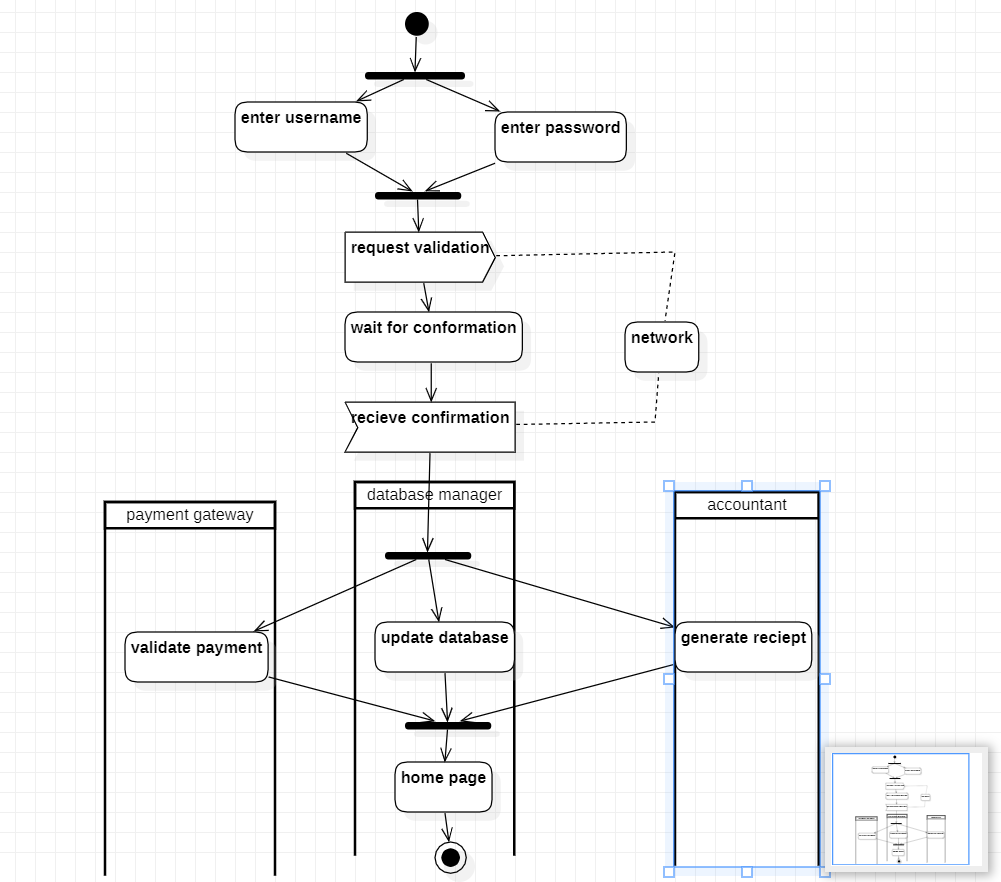 enter username
enter password
request validation
wait for conformation
network
recieve confirmation
database manager
accountant
payment gateway
validate payment
update database
generate reciept
home page